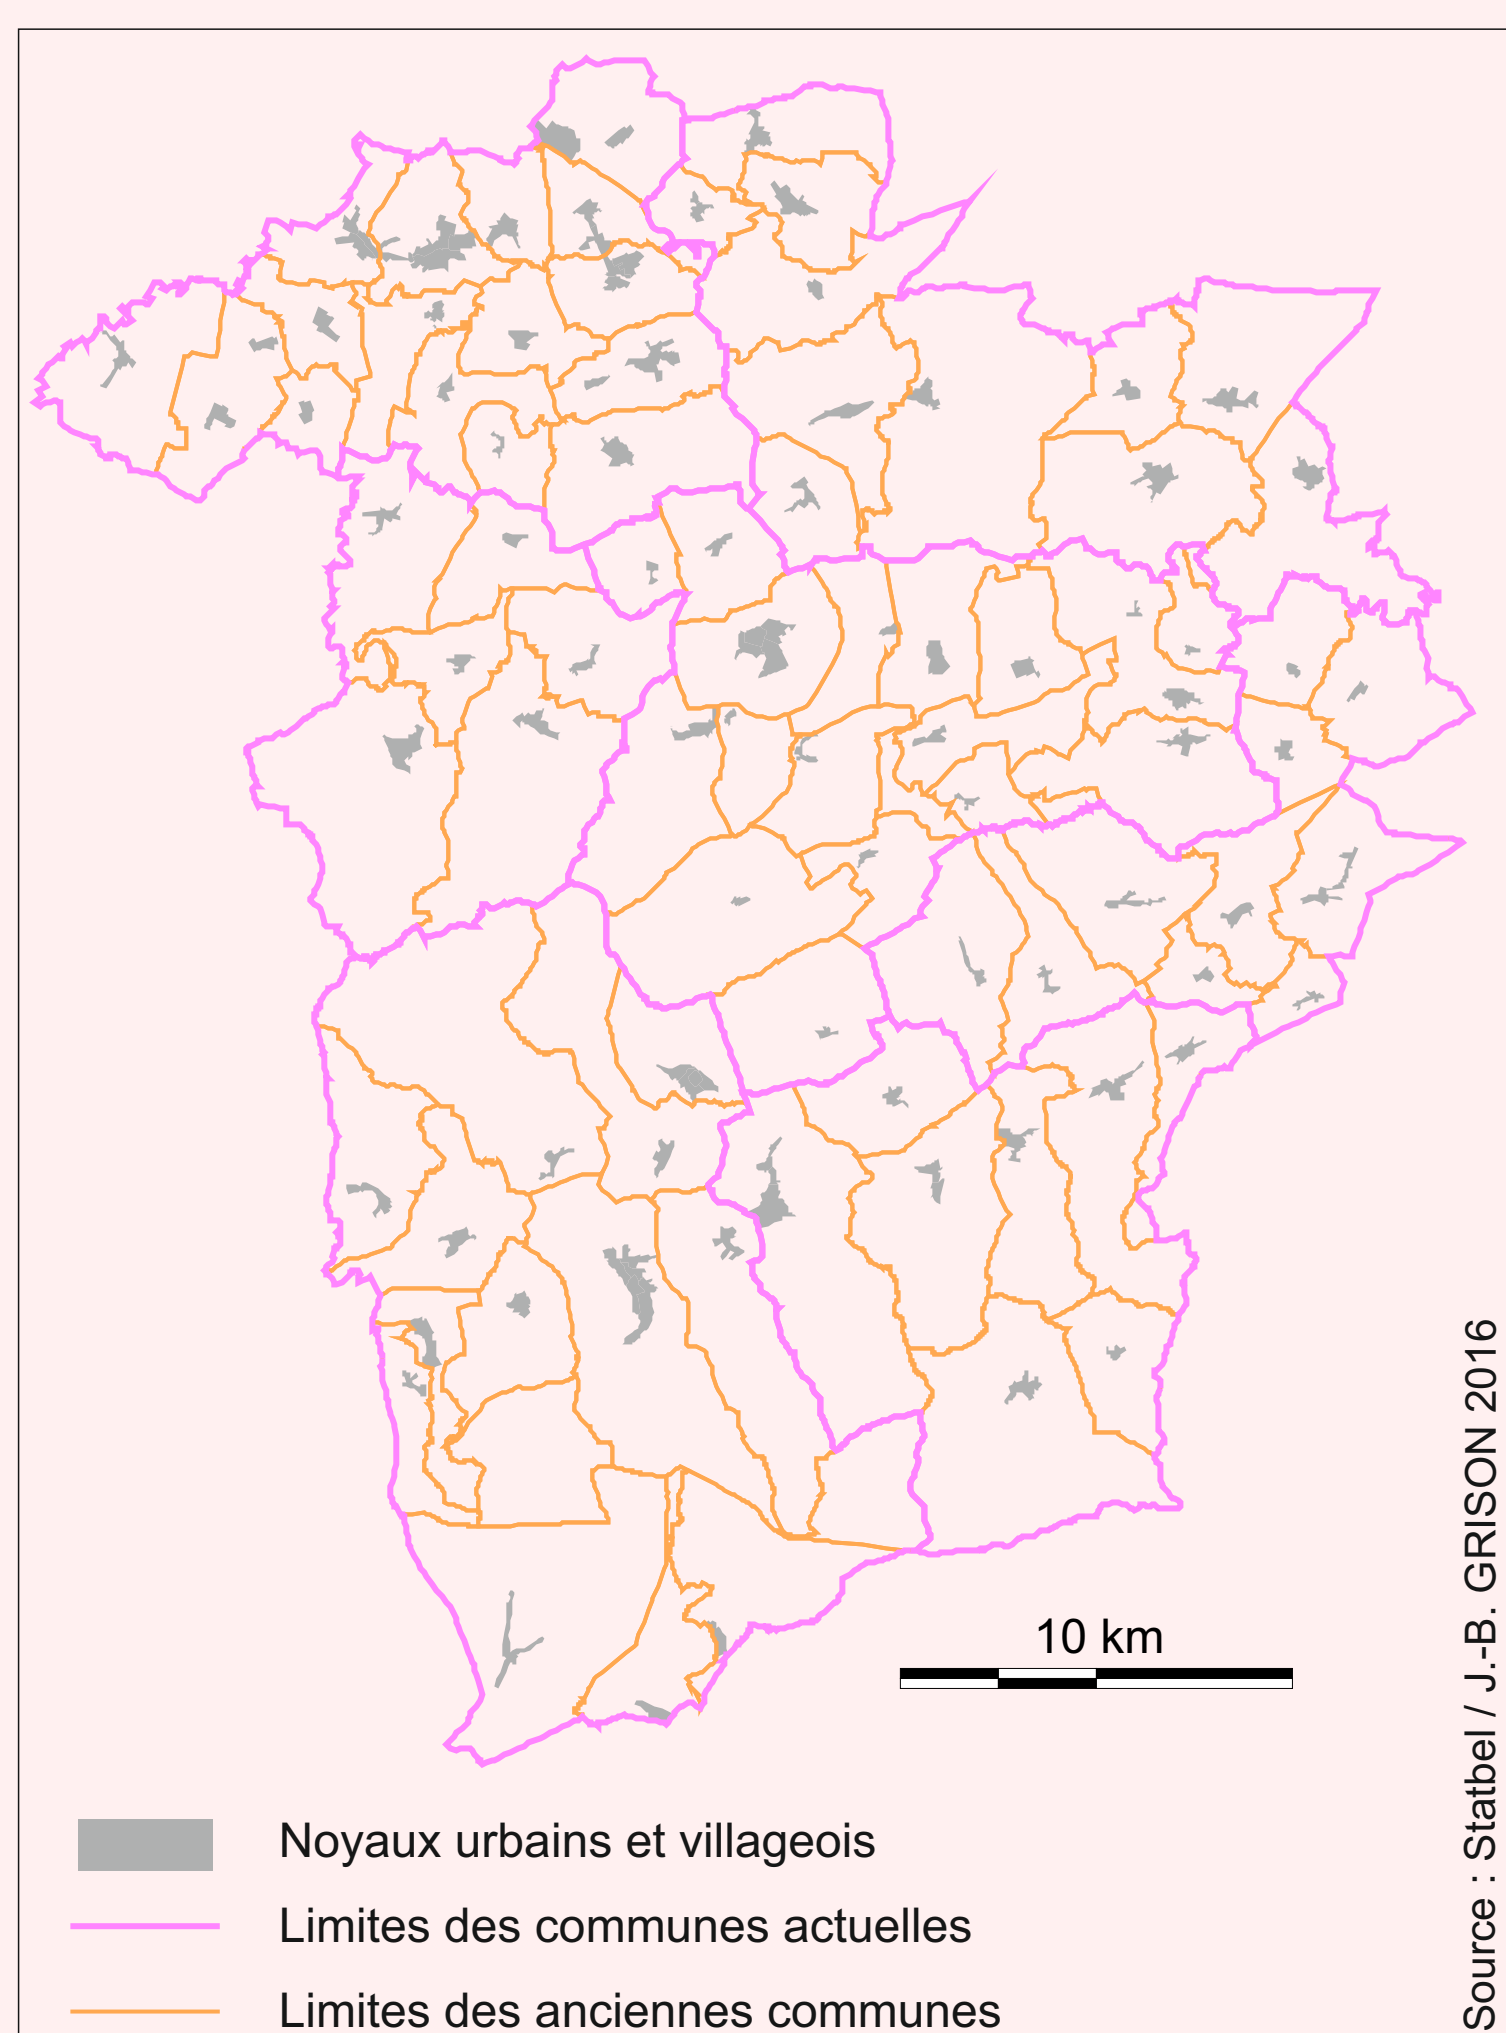 10 km
Noyaux urbains et villageois
Limites des communes actuelles
Limites des anciennes communes
Source : Statbel / J.-B. GRISON 2016